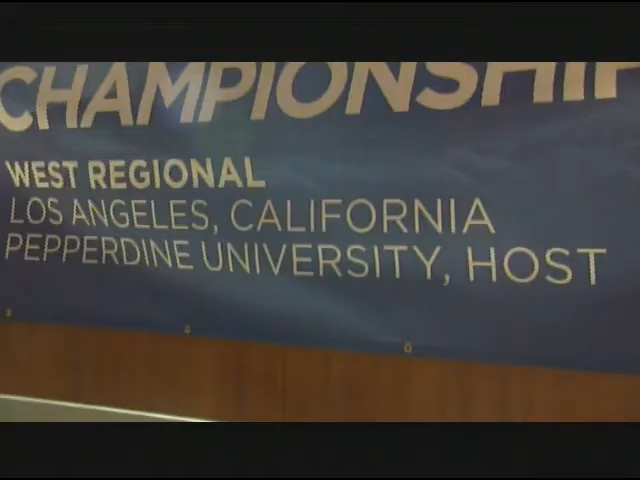 CHAMPIONSHIP
WEST REGIONAL
LOS ANGELES, CALIFORNIA
PEPPERDINE UNIVERSITY, HOST